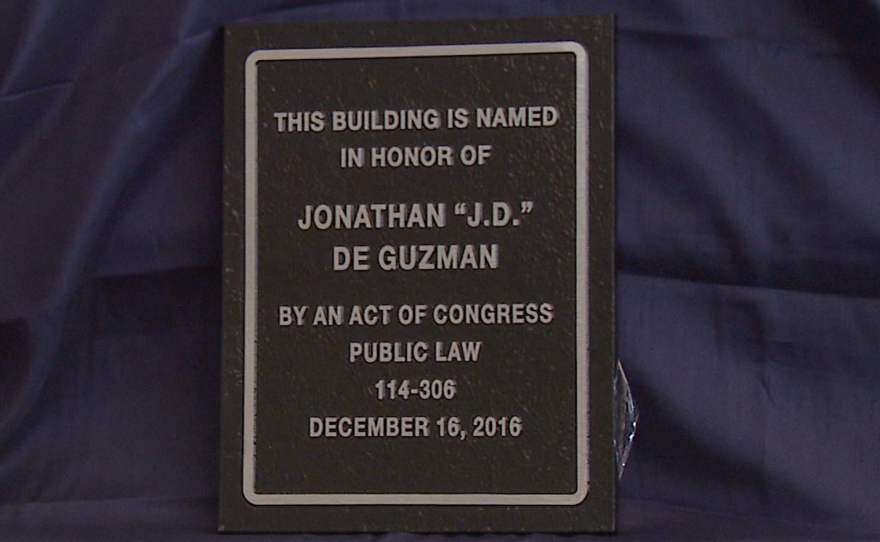 THIS BUILDING IS NAMED
IN HONOR OF
JONATHAN “J.D.”
DE GUZMAN
BY AN ACT OF CONGRESS
PUBLIC LAW
114-306
DECEMBER 16, 2016